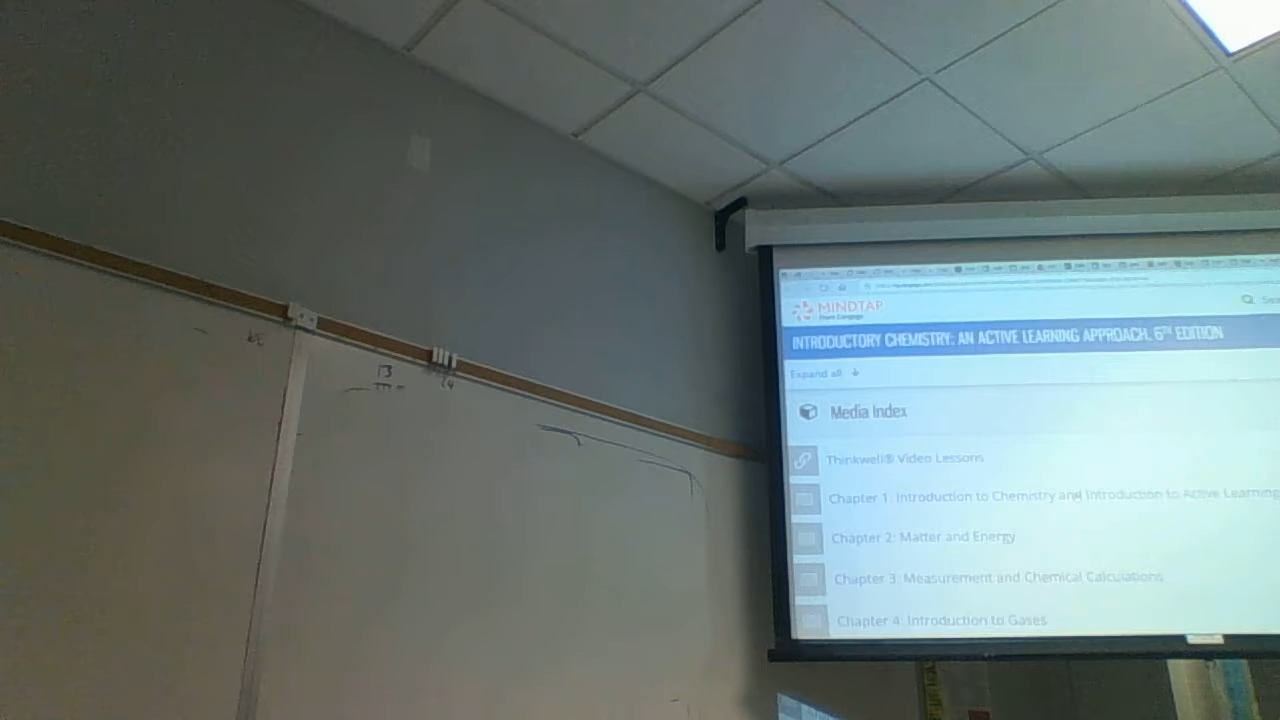 MINDTAP
From Cengage
INTRODUCTORY CHEMISTRY: AN ACTIVE LEARNING APPROACH, 6TH EDITION
Expand all
Media Index
Thinkwell® Video Lessons
Chapter 1: Introduction to Chemistry and Introduction to Active Learning
Chapter 2: Matter and Energy
Chapter 3: Measurement and Chemical Calculations
Chapter 4: Introduction to Gases